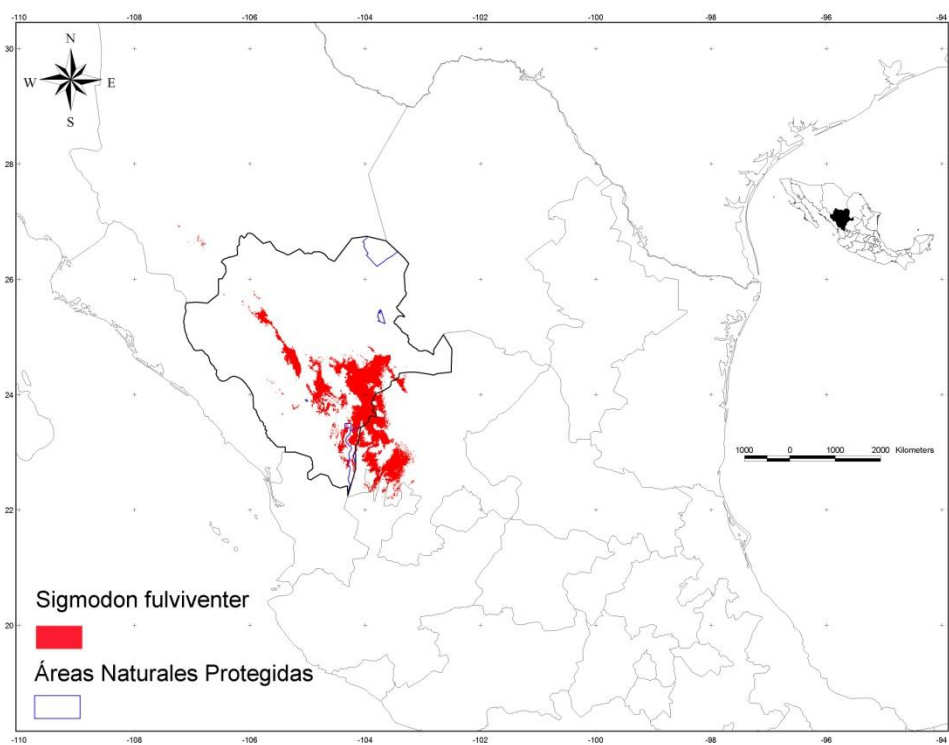 -110 -108 -106 -104 -102 -100 -98 -96 -94
N
W E
S
30
28
26
24
22
20
1000 0 1000 2000 Kilometers
Sigmodon fulviventer
Áreas Naturales Protegidas
-110 -108 -106 -104 -102 -100 -98 -96 -94